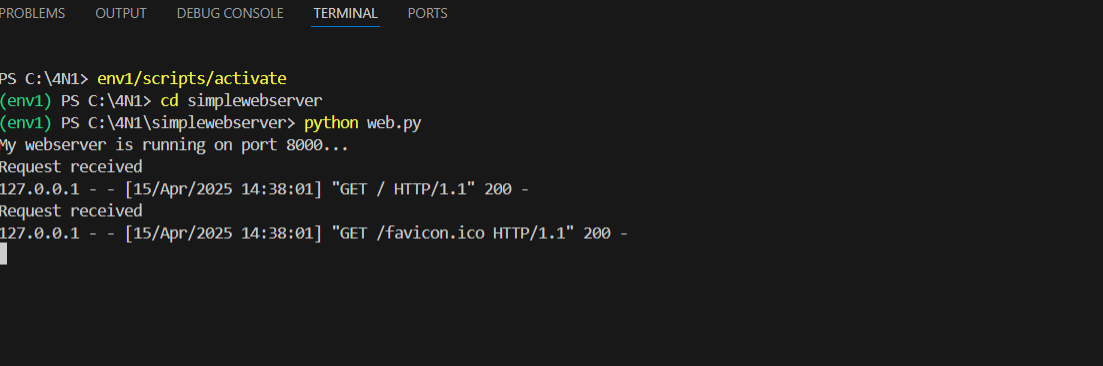 PROBLEMS OUTPUT DEBUG CONSOLE TERMINAL PORTS
PS C:\4N1> env1/scripts/activate
(env1) PS C:\4N1> cd simplewebserver
(env1) PS C:\4N1\simplewebserver> python web.py
My webserver is running on port 8000...
Request received
127.0.0.1 - - [15/Apr/2025 14:38:01] "GET / HTTP/1.1" 200 -
Request received
127.0.0.1 - - [15/Apr/2025 14:38:01] "GET /favicon.ico HTTP/1.1" 200 -